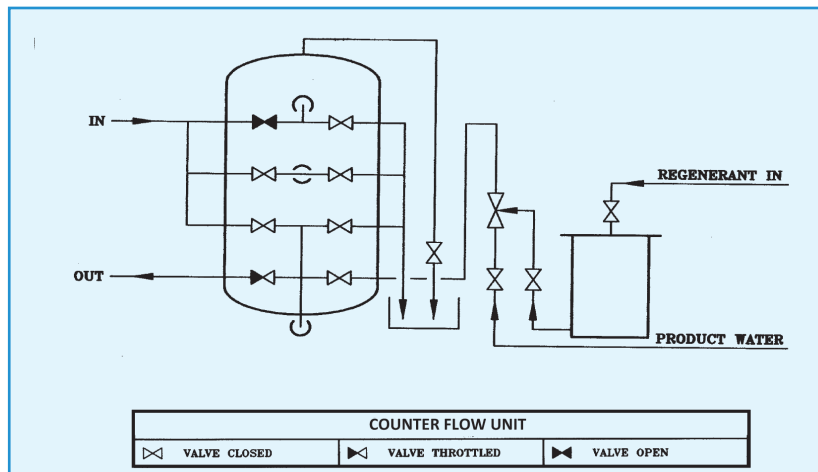 IN
REGENERANT IN
OUT
PRODUCT WATER
COUNTER FLOW UNIT
VALVE CLOSED
VALVE THROTTLED
VALVE OPEN